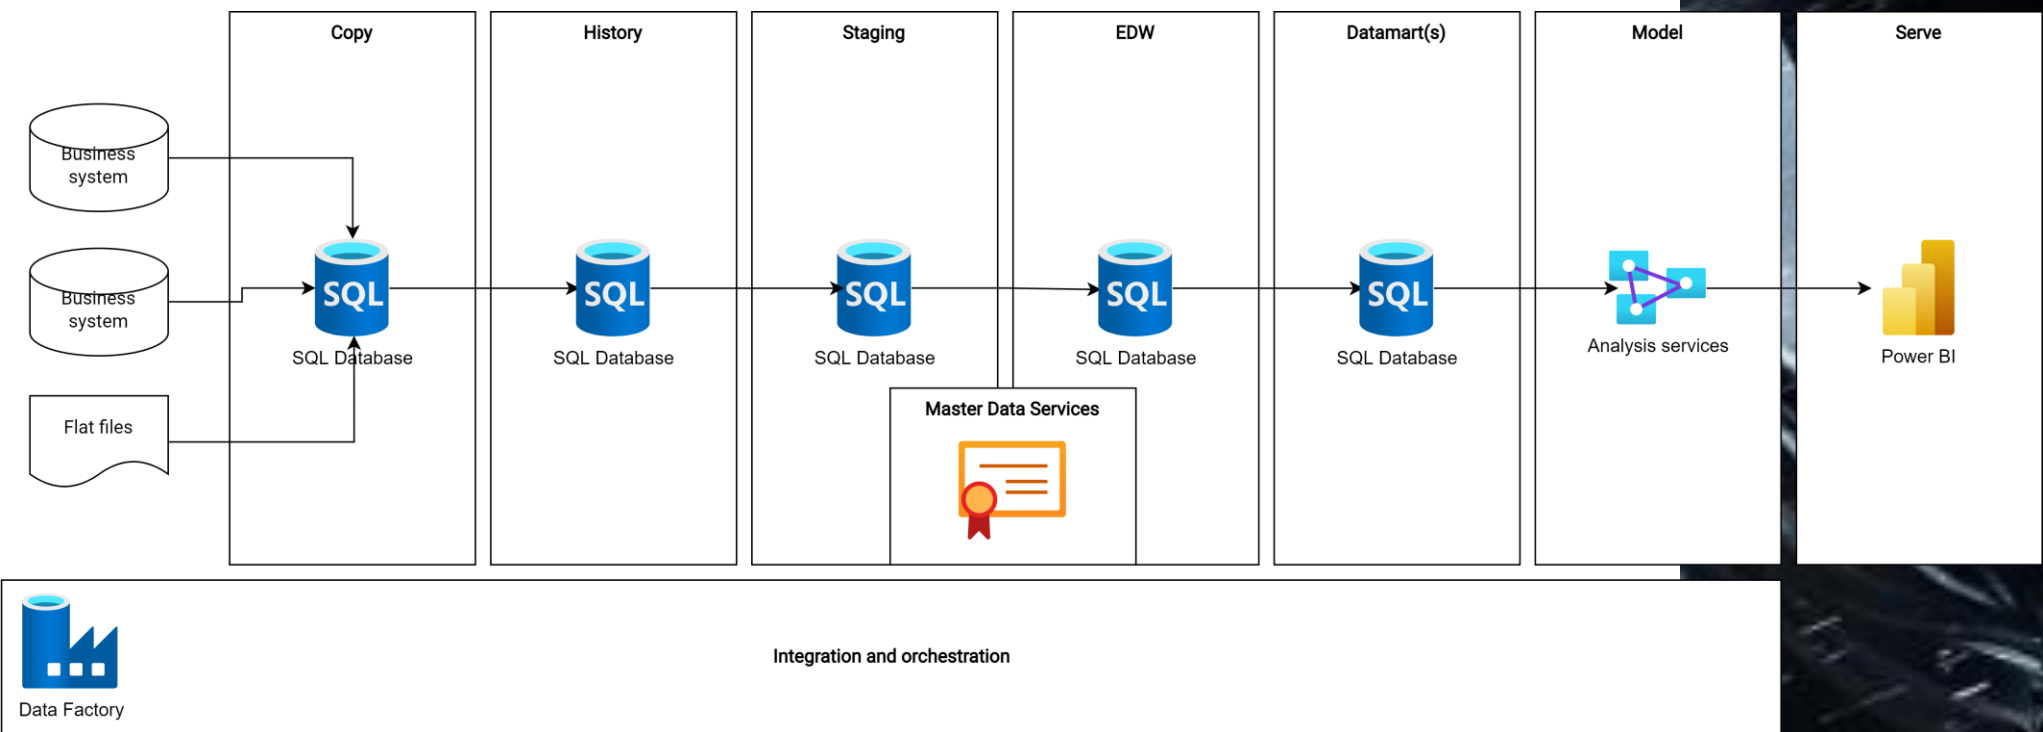 Copy
History
Staging
EDW
Datamart(s)
Model
Serve
Business
system
Business
system
Flat files
SQL
SQL Database
SQL
SQL Database
SQL
SQL Database
SQL
SQL Database
SQL
SQL Database
Analysis services
Power BI
Master Data Services
Data Factory
Integration and orchestration